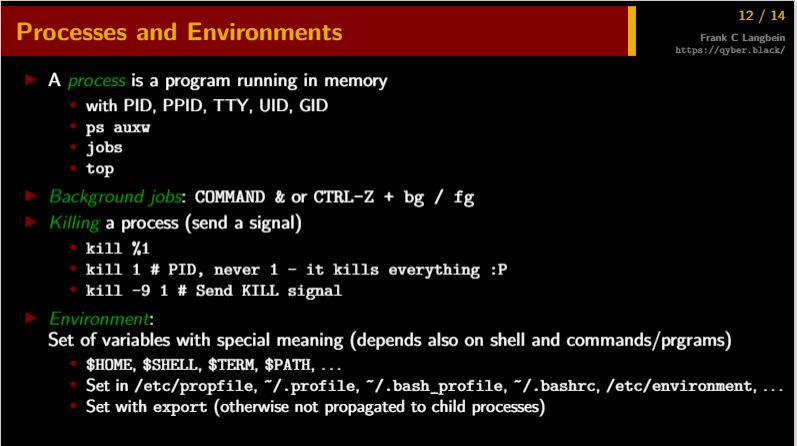 Processes and Environments
12 / 14
Frank C Langbein
https://qyber.black/
A process is a program running in memory
with PID, PPID, TTY, UID, GID
ps auxw
jobs
top
Background jobs: COMMAND & or CTRL-Z + bg / fg
Killing a process (send a signal)
kill %1
kill 1 # PID, never 1 - it kills everything :P
kill -9 1 # Send KILL signal
Environment:
Set of variables with special meaning (depends also on shell and commands/prgrams)
$HOME, $SHELL, $TERM, $PATH, ...
Set in /etc/propfile, ~/.profile, ~/.bash_profile, ~/.bashrc, /etc/environment, ...
Set with export (otherwise not propagated to child processes)